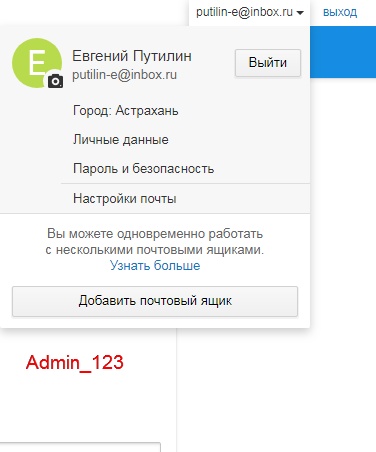 putilin-e@inbox.ru выход
Е
Евгений Путилин
putilin-e@inbox.ru
Выйти
Город: Астрахань
Личные данные
Пароль и безопасность
Настройки почты
Вы можете одновременно работать
с несколькими почтовыми ящиками.
Узнать больше
Добавить почтовый ящик
Admin_123